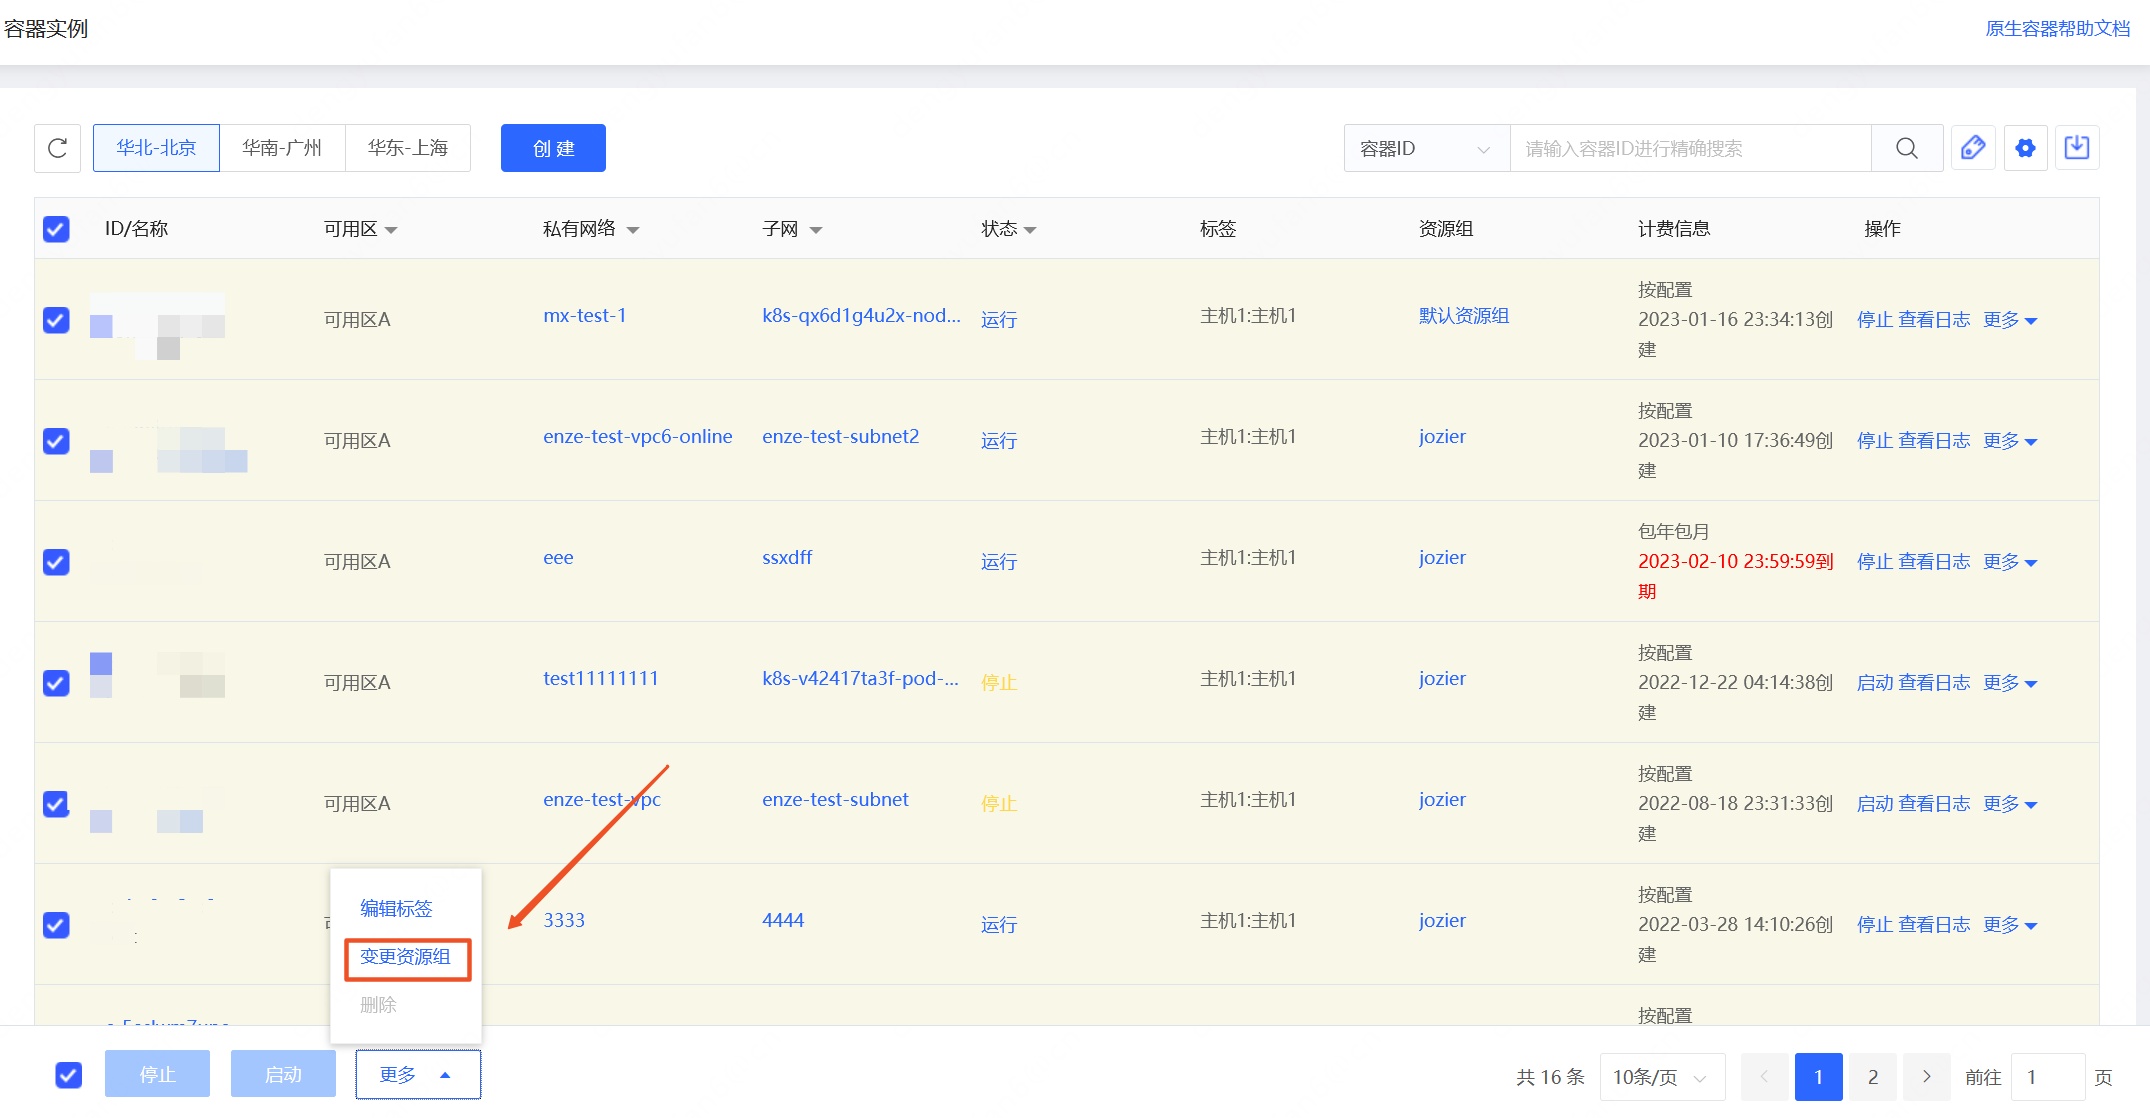 容器实例
原生容器帮助文档
华北-北京
华南-广州
华东-上海
创 建
容器ID
请输入容器ID进行精确搜索
ID/名称
可用区
私有网络
子网
状态
标签
资源组
计费信息
操作
可用区A
mx-test-1
k8s-qx6d1g4u2x-nod...
运行
主机1:主机1
默认资源组
按配置
2023-01-16 23:34:13创
建
停止 查看日志 更多
可用区A
enze-test-vpc6-online
enze-test-subnet2
运行
主机1:主机1
jozier
按配置
2023-01-10 17:36:49创
建
停止 查看日志 更多
可用区A
eee
ssxdff
运行
主机1:主机1
jozier
包年包月
2023-02-10 23:59:59到
期
停止 查看日志 更多
可用区A
test11111111
k8s-v42417ta3f-pod-...
停止
主机1:主机1
jozier
按配置
2022-12-22 04:14:38创
建
启动 查看日志 更多
可用区A
enze-test-vpc
enze-test-subnet
停止
主机1:主机1
jozier
按配置
2022-08-18 23:31:33创
建
启动 查看日志 更多
3333
4444
运行
主机1:主机1
jozier
按配置
2022-03-28 14:10:26创
建
停止 查看日志 更多
按配置
编辑标签
变更资源组
删除
停止
启动
更多
共 16 条
10条/页
1
2
前往
1
页